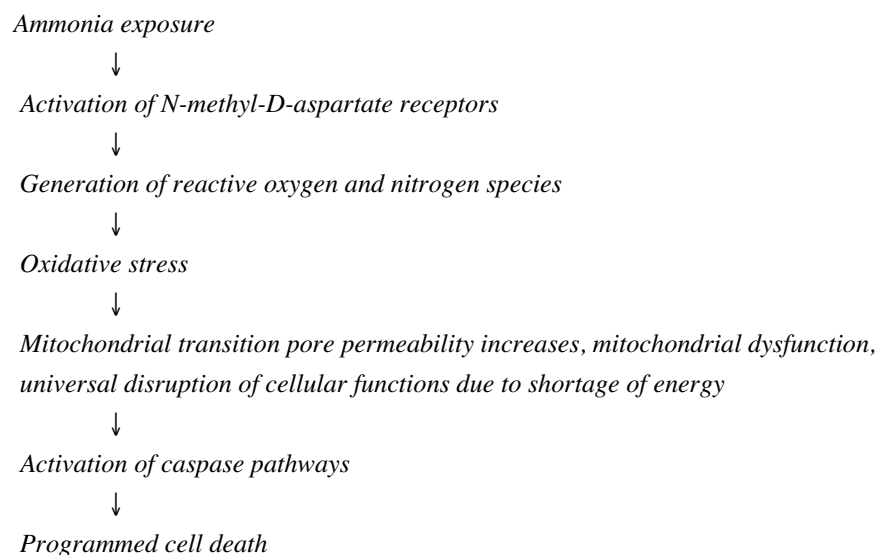 Ammonia exposure
↓
Activation of N-methyl-D-aspartate receptors
↓
Generation of reactive oxygen and nitrogen species
↓
Oxidative stress
↓
Mitochondrial transition pore permeability increases, mitochondrial dysfunction,
universal disruption of cellular functions due to shortage of energy
↓
Activation of caspase pathways
↓
Programmed cell death